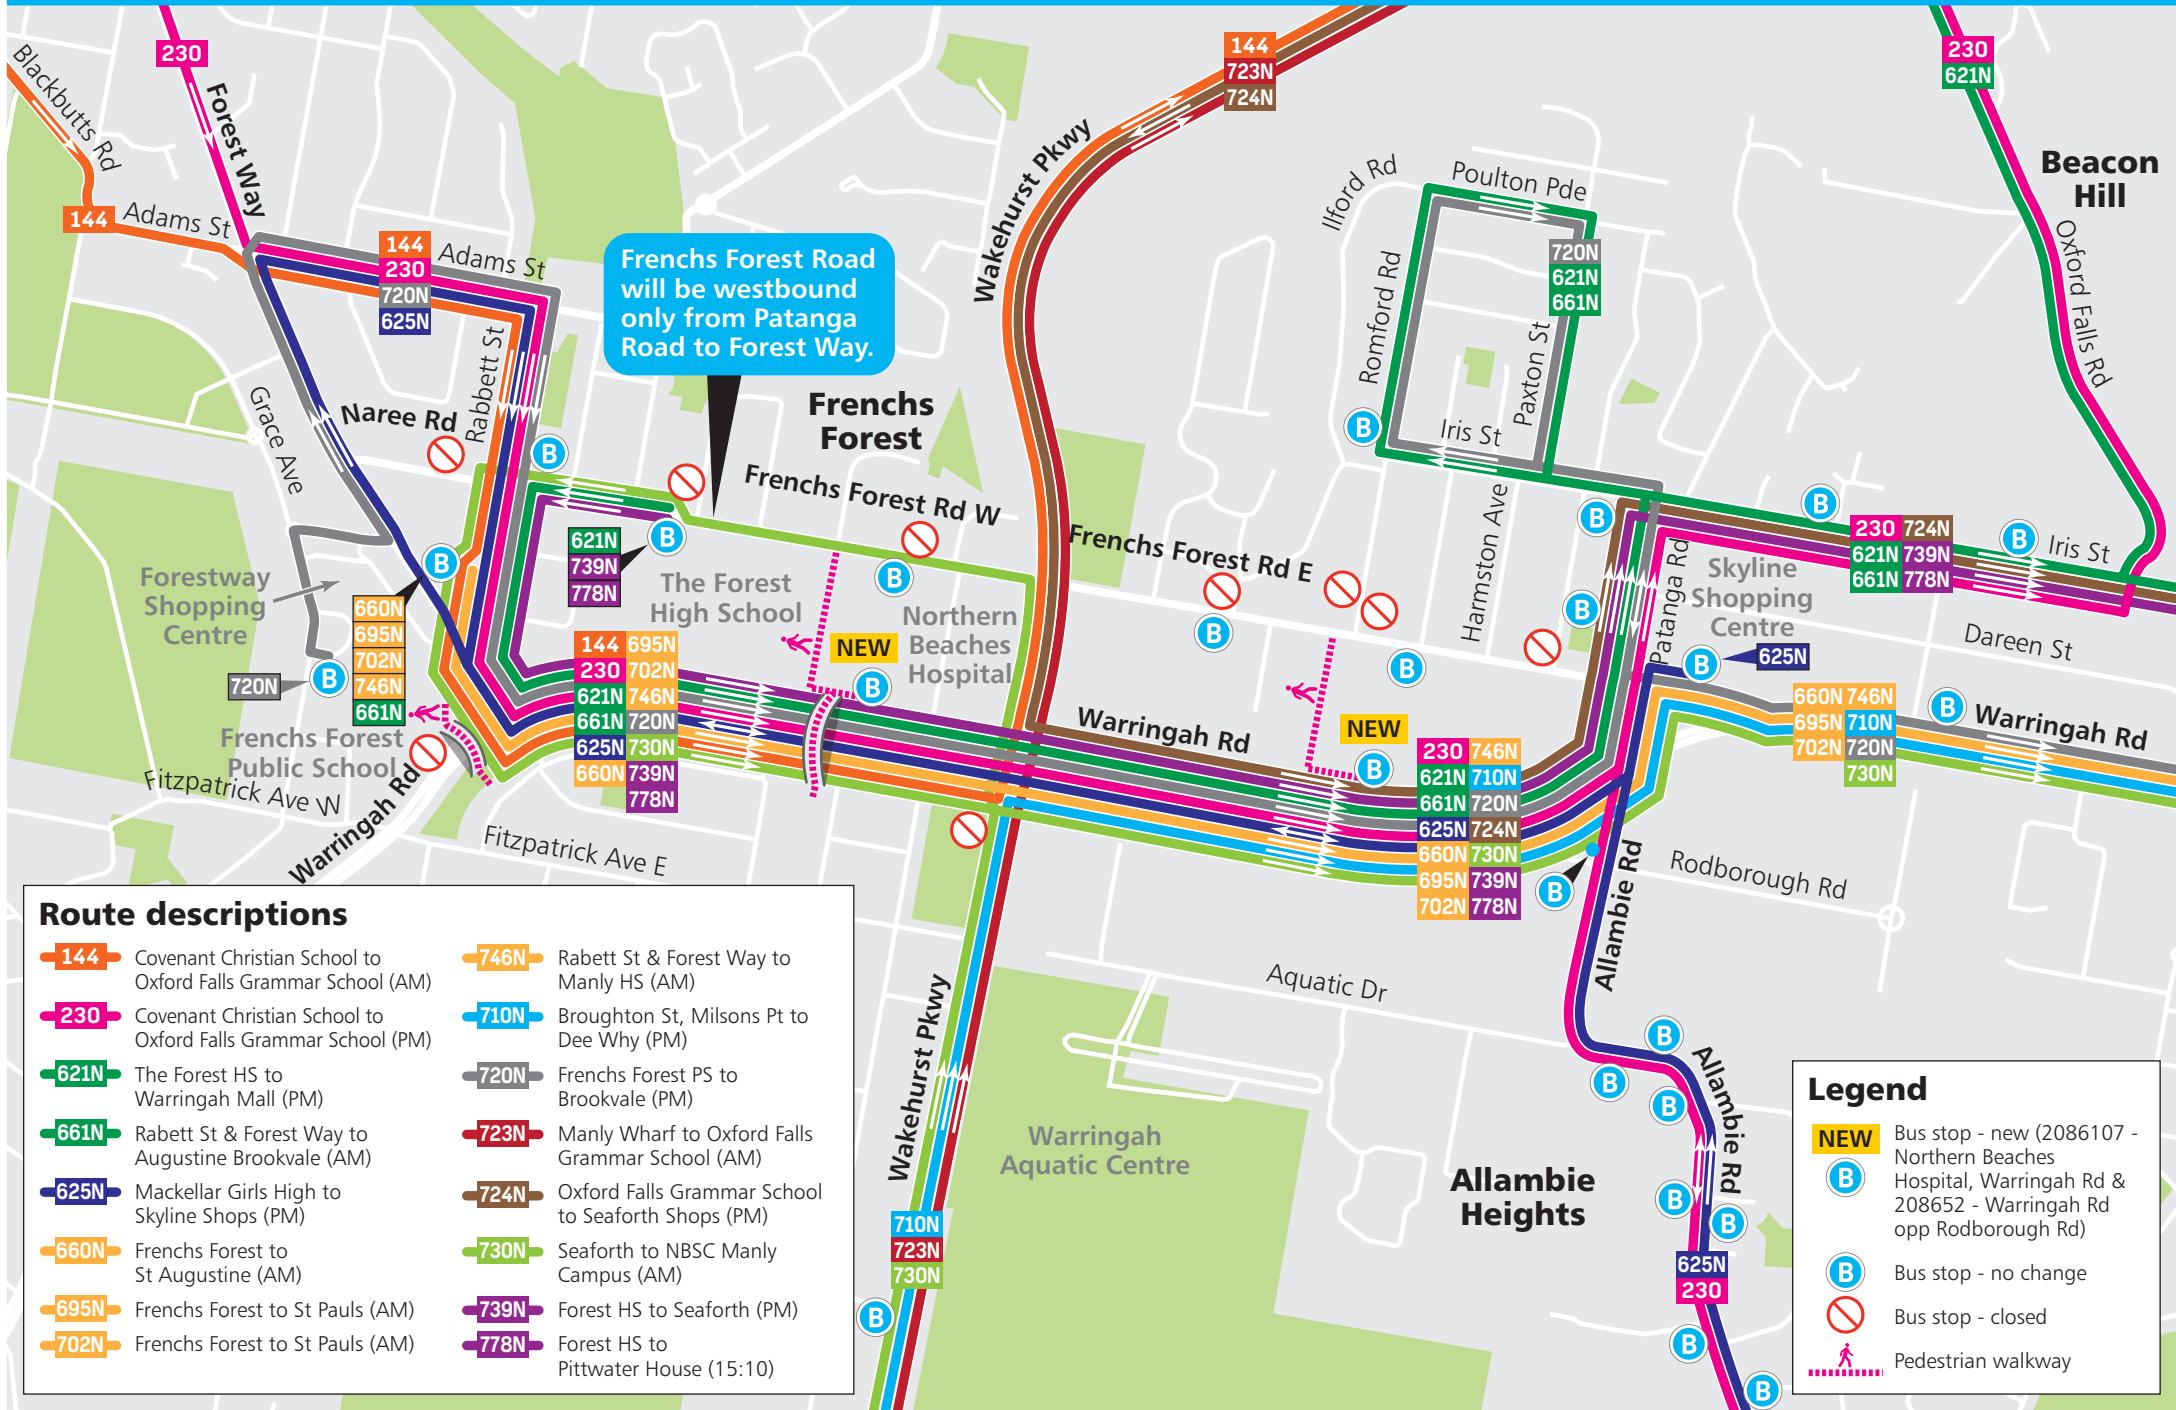 230
144
723N
724N
230
621N
Blackbutts Rd
Forest Way
Wakehurst Pkwy
Ilford Rd
Poulton Pde
Beacon
Hill
144
Adams St
144
230
720N
625N
Adams St
Frenchs Forest Road
will be westbound
only from Patanga
Road to Forest Way.
720N
621N
661N
Romford Rd
Paxton St
Oxford Falls Rd
Rabbett St
Grace Ave
Naree Rd
B
Frenchs
Forest
B
Iris St
Frenchs Forest Rd W
Harmston Ave
B
B
230 724N
621N 739N
661N 778N
B
Iris St
621N
739N
778N
B
Frenchs Forest Rd E
B
B
B
Patanga Rd
Skyline
Shopping
Centre
Forestway
Shopping
Centre
The Forest
High School
B
Northern
Beaches
Hospital
B
Dareen St
660N
695N
702N
746N
661N
NEW
B
B
B
625N
720N
B
144 695N
230 702N
621N 746N
661N 720N
625N 730N
660N 739N
778N
660N 746N
695N 710N
702N 720N
730N
B
Warringah Rd
Frenchs Forest
Public School
Warringah Rd
NEW
B
230 746N
621N 710N
661N 720N
625N 724N
660N 730N
695N 739N
702N 778N
Fitzpatrick Ave W
Warringah Rd
Fitzpatrick Ave E
B
Allambie Rd
Rodborough Rd
Aquatic Dr
Wakehurst Pkwy
B
B
B
Allambie Rd
Warringah
Aquatic Centre
Allambie
Heights
B
B
710N
723N
730N
625N
230
B
B
B
Route descriptions
144 Covenant Christian School to
Oxford Falls Grammar School (AM)
230 Covenant Christian School to
Oxford Falls Grammar School (PM)
621N The Forest HS to
Warringah Mall (PM)
661N Rabett St & Forest Way to
Augustine Brookvale (AM)
625N Mackellar Girls High to
Skyline Shops (PM)
660N Frenchs Forest to
St Augustine (AM)
695N Frenchs Forest to St Pauls (AM)
702N Frenchs Forest to St Pauls (AM)
746N Rabett St & Forest Way to
Manly HS (AM)
710N Broughton St, Milsons Pt to
Dee Why (PM)
720N Frenchs Forest PS to
Brookvale (PM)
723N Manly Wharf to Oxford Falls
Grammar School (AM)
724N Oxford Falls Grammar School
to Seaforth Shops (PM)
730N Seaforth to NBSC Manly
Campus (AM)
739N Forest HS to Seaforth (PM)
778N Forest HS to
Pittwater House (15:10)
Legend
NEW
B
Bus stop - new (2086107 -
Northern Beaches
Hospital, Warringah Rd &
208652 - Warringah Rd
opp Rodborough Rd)
B Bus stop - no change
Bus stop - closed
Pedestrian walkway